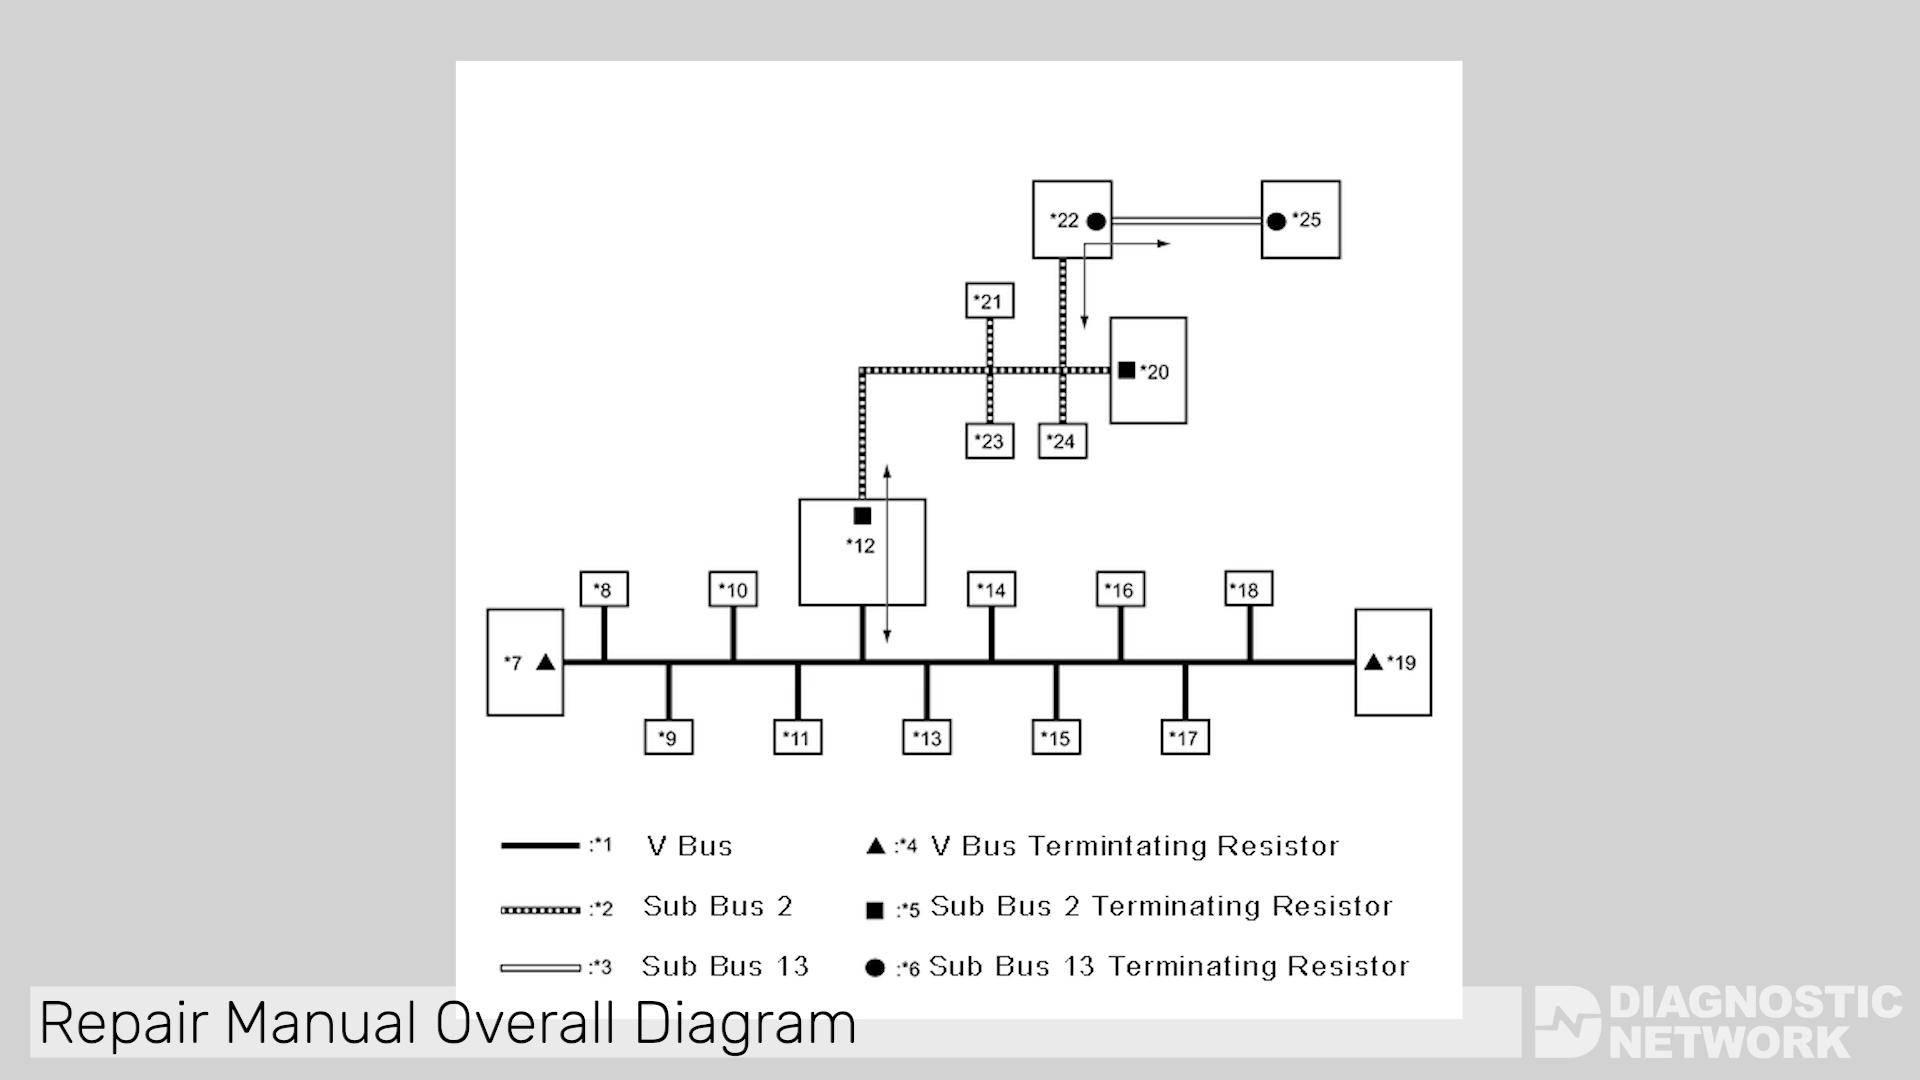 *22
*25
*21
*20
*23
*24
*12
*8
*10
*14
*16
*18
*7
*19
*9
*11
*13
*15
*17
:*1 V Bus
:*4 V Bus Termintating Resistor
:*2 Sub Bus 2
:*5 Sub Bus 2 Terminating Resistor
:*3 Sub Bus 13
:*6 Sub Bus 13 Terminating Resistor
Repair Manual Overall Diagram
DIAGNOSTIC
NETWORK